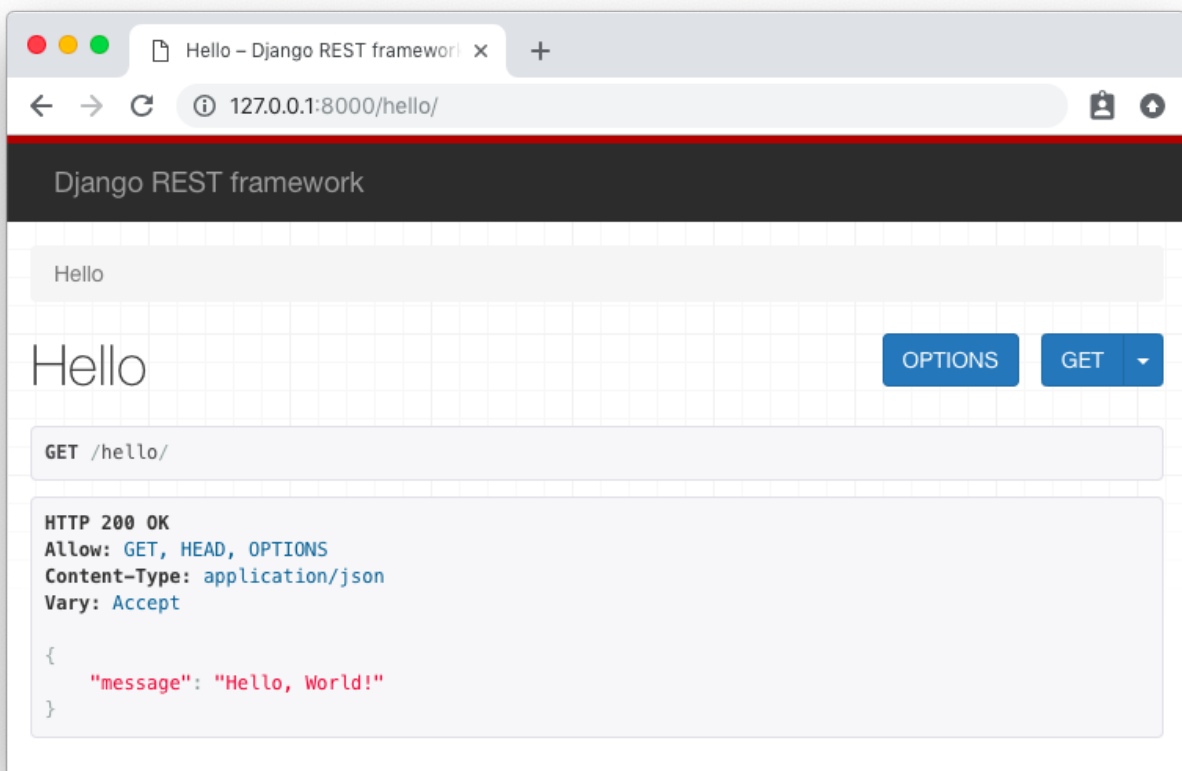 Hello – Django REST framewor
127.0.0.1:8000/hello/
Django REST framework
Hello
Hello
OPTIONS
GET
GET /hello/
HTTP 200 OK
Allow: GET, HEAD, OPTIONS
Content-Type: application/json
Vary: Accept
{
    "message": "Hello, World!"
}